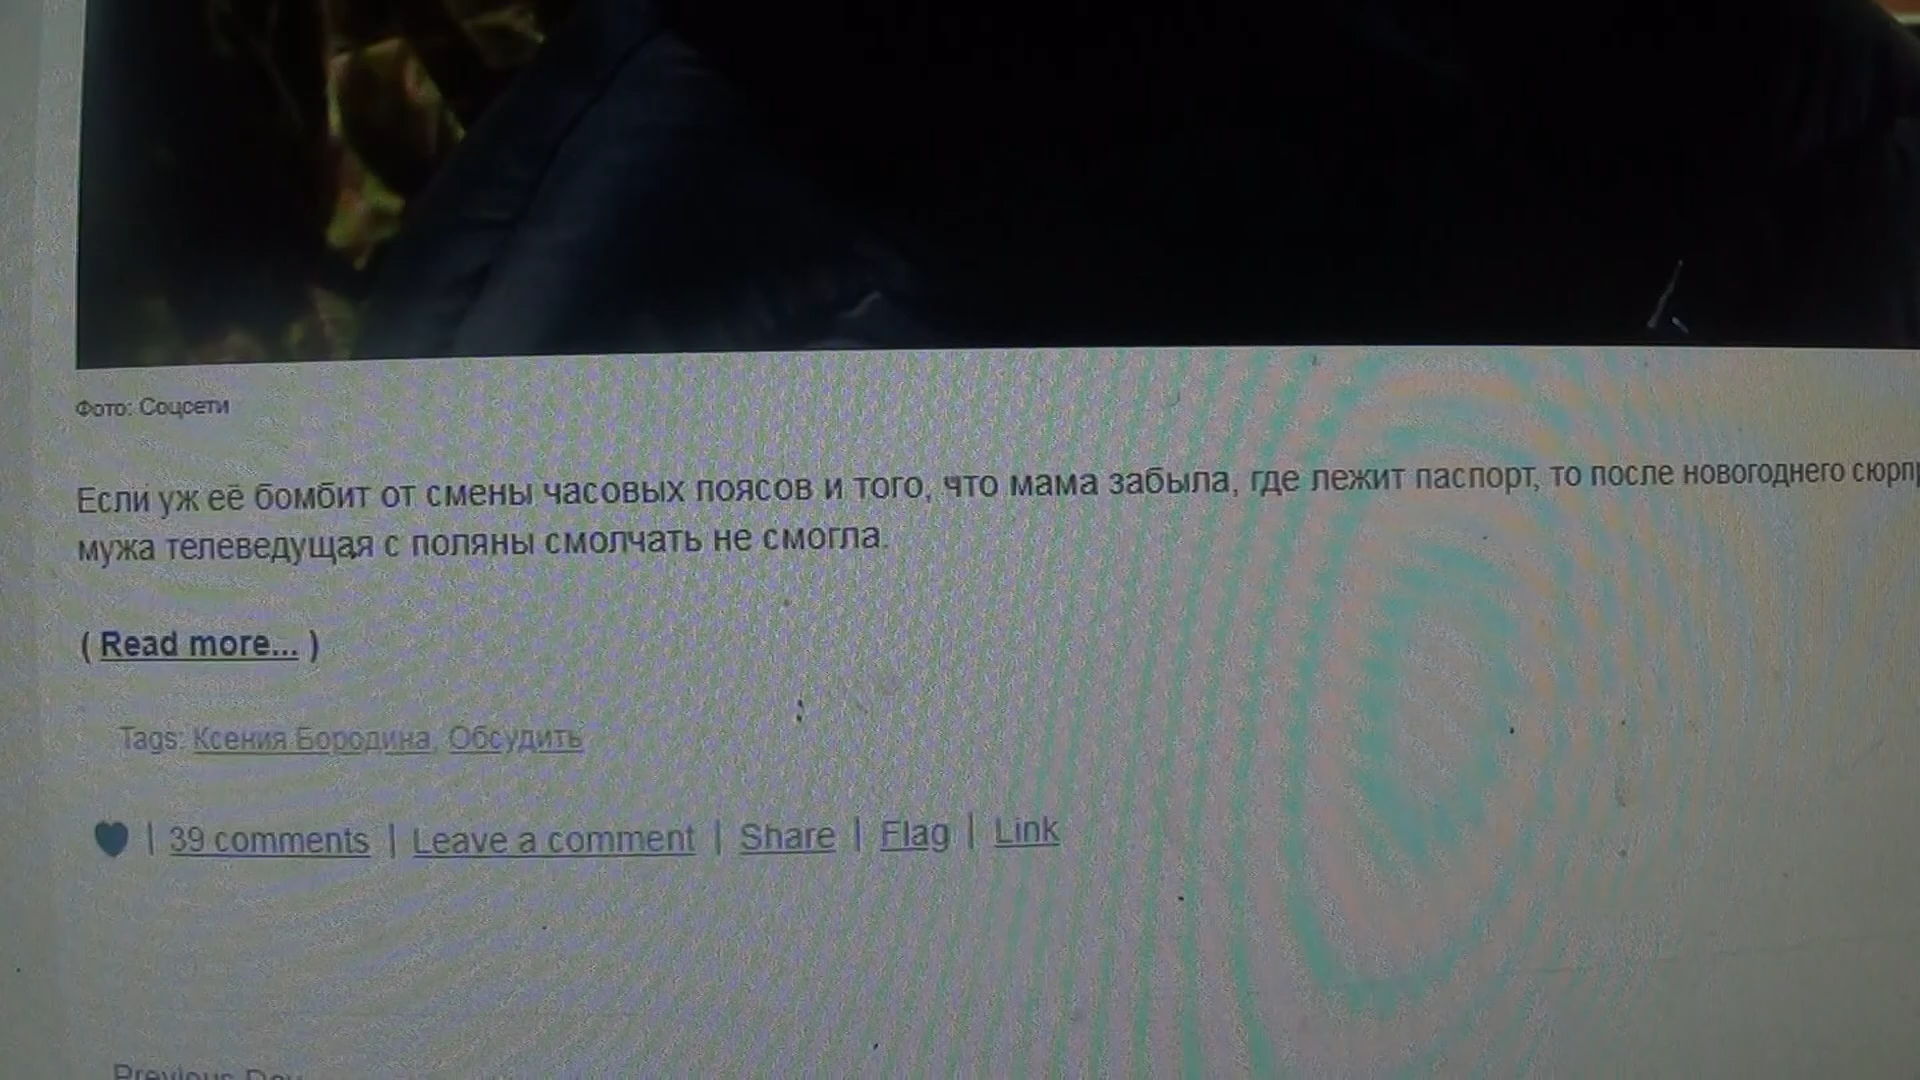 Фото: Соцсети
Если уж её бомбит от смены часовых поясов и того, что мама забыла, где лежит паспорт, то после новогоднего
мужа телеведущая с поляны смолчать не смогла.
( Read more... )
Tags: Ксения Бородина, Обсудить
| 39 comments | Leave a comment | Share | Flag | Link
Previous Day